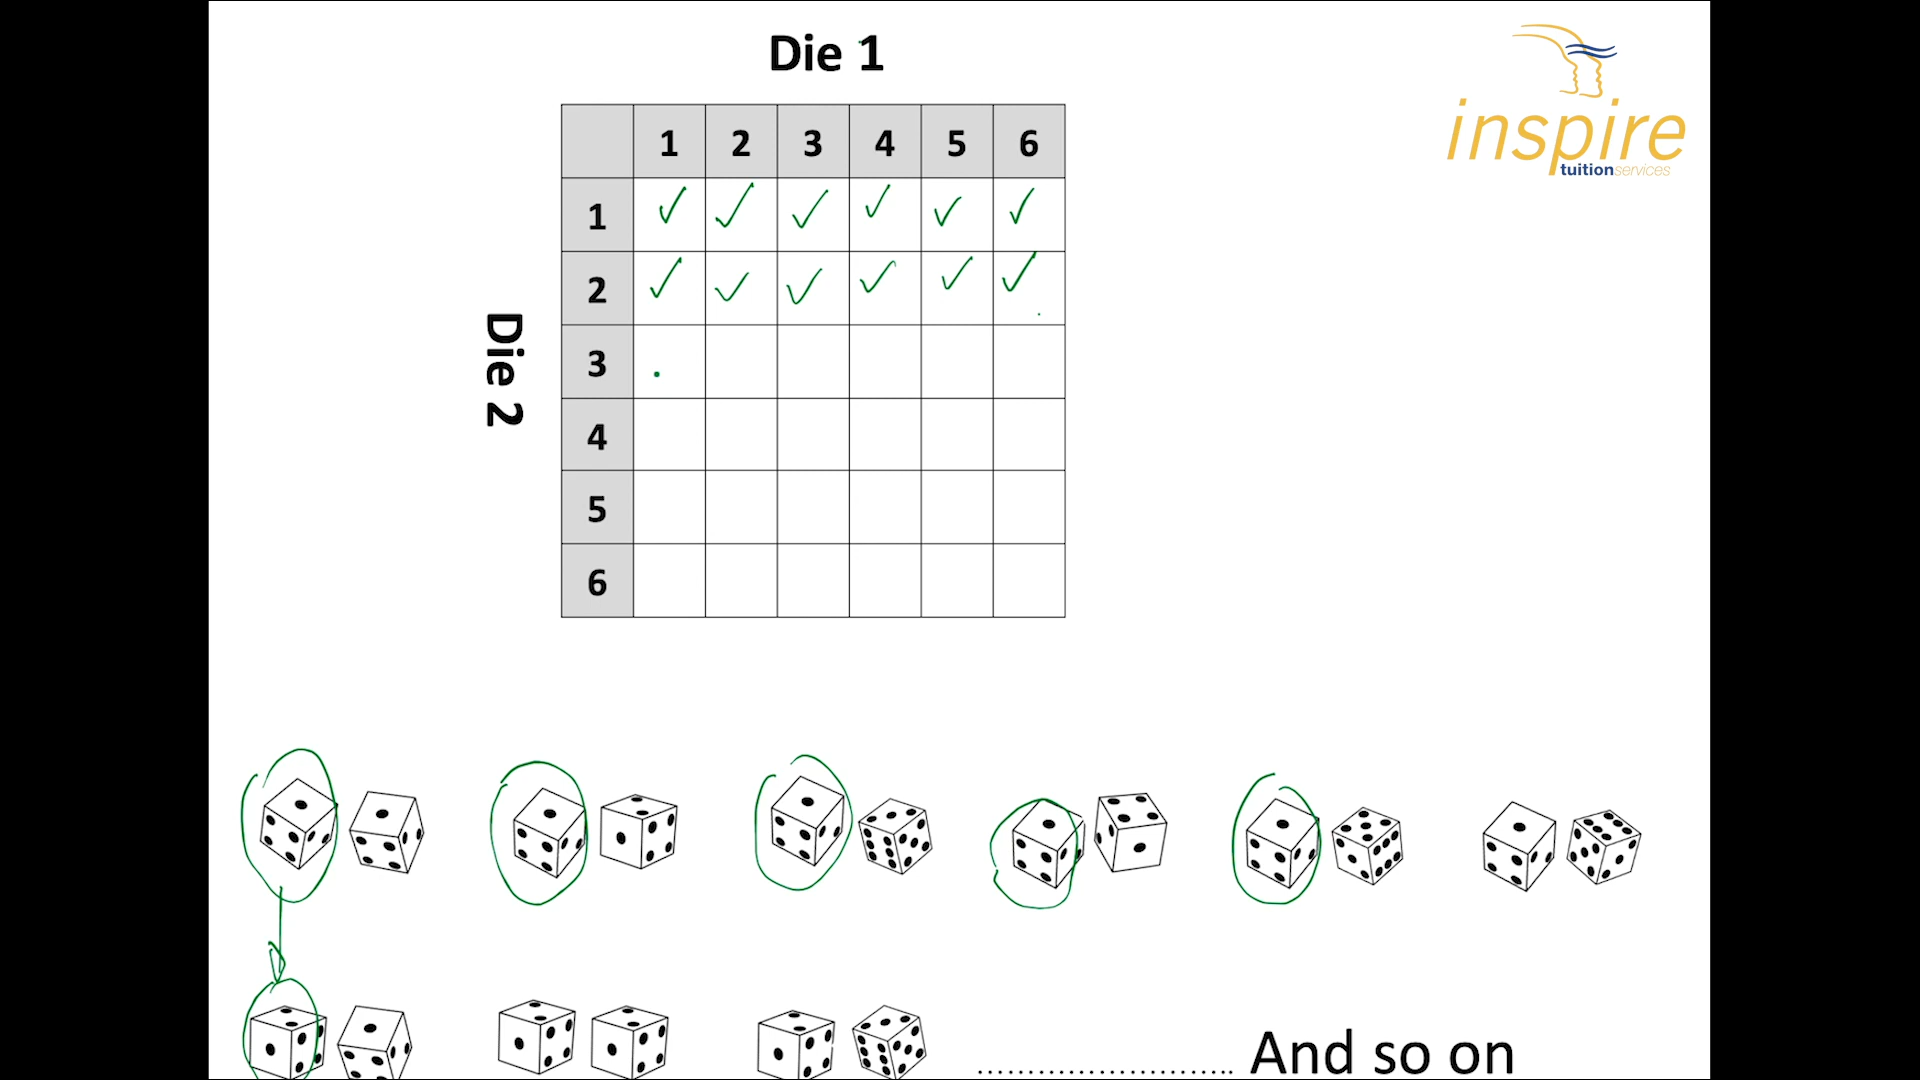 Die 1
inspire
tuitionservices
1 2 3 4 5 6
1 ✓ ✓ ✓ ✓ ✓ ✓
2 ✓ ✓ ✓ ✓ ✓ ✓
Die 2
3
4
5
6
........................ And so on